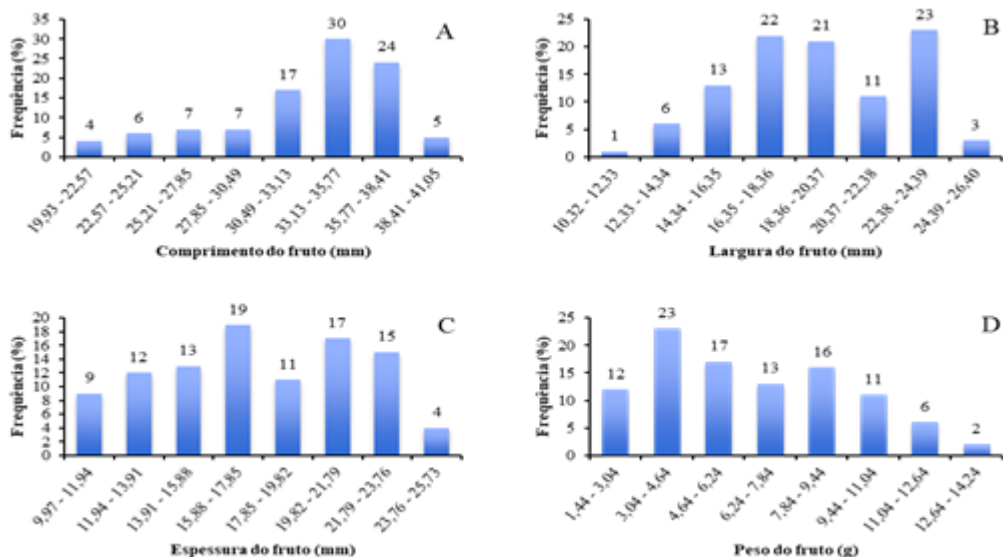 A
Frequência (%)
35
30
25
20
15
10
5
0
4
6
7
7
17
30
24
5
19,93 - 22,57
22,57 - 25,21
25,21 - 27,85
27,85 - 30,49
30,49 - 33,13
33,13 - 35,77
35,77 - 38,41
38,41 - 41,05
Comprimento do fruto (mm)
B
Frequência (%)
25
20
15
10
5
0
1
6
13
22
21
11
23
3
10,32 - 12,33
12,33 - 14,34
14,34 - 16,35
16,35 - 18,36
18,36 - 20,37
20,37 - 22,38
22,38 - 24,39
24,39 - 26,40
Largura do fruto (mm)
C
Frequência (%)
20
18
16
14
12
10
8
6
4
2
0
9
12
13
19
11
17
15
4
9,97 - 11,94
11,94 - 13,91
13,91 - 15,88
15,88 - 17,85
17,85 - 19,82
19,82 - 21,79
21,79 - 23,76
23,76 - 25,73
Espessura do fruto (mm)
D
Frequência (%)
25
20
15
10
5
0
12
23
17
13
16
11
6
2
1,44 - 3,04
3,04 - 4,64
4,64 - 6,24
6,24 - 7,84
7,84 - 9,44
9,44 - 11,04
11,04 - 12,64
12,64 - 14,24
Peso do fruto (g)